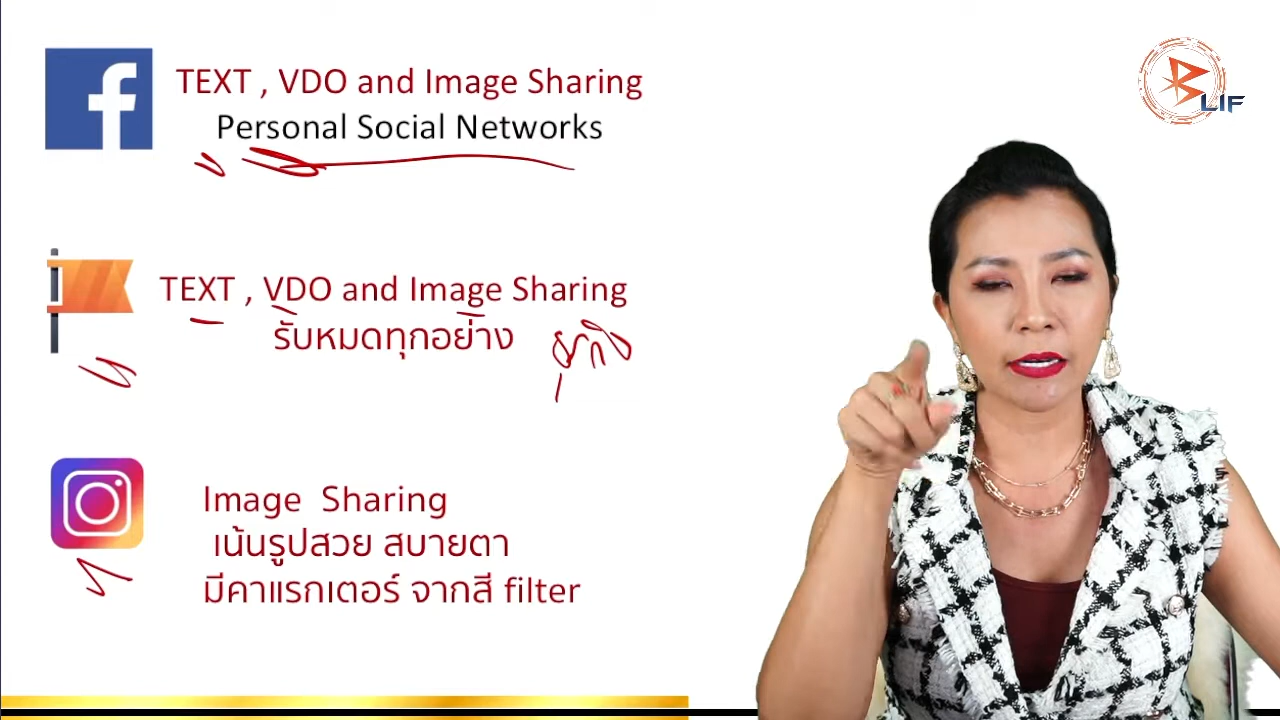 TEXT , VDO and Image Sharing
Personal Social Networks
TEXT , VDO and Image Sharing
รับหมดทุกอย่าง
Image Sharing
เน้นรูปสวย สบายตา
มีคาแรกเตอร์ จากสี filter
BLIF